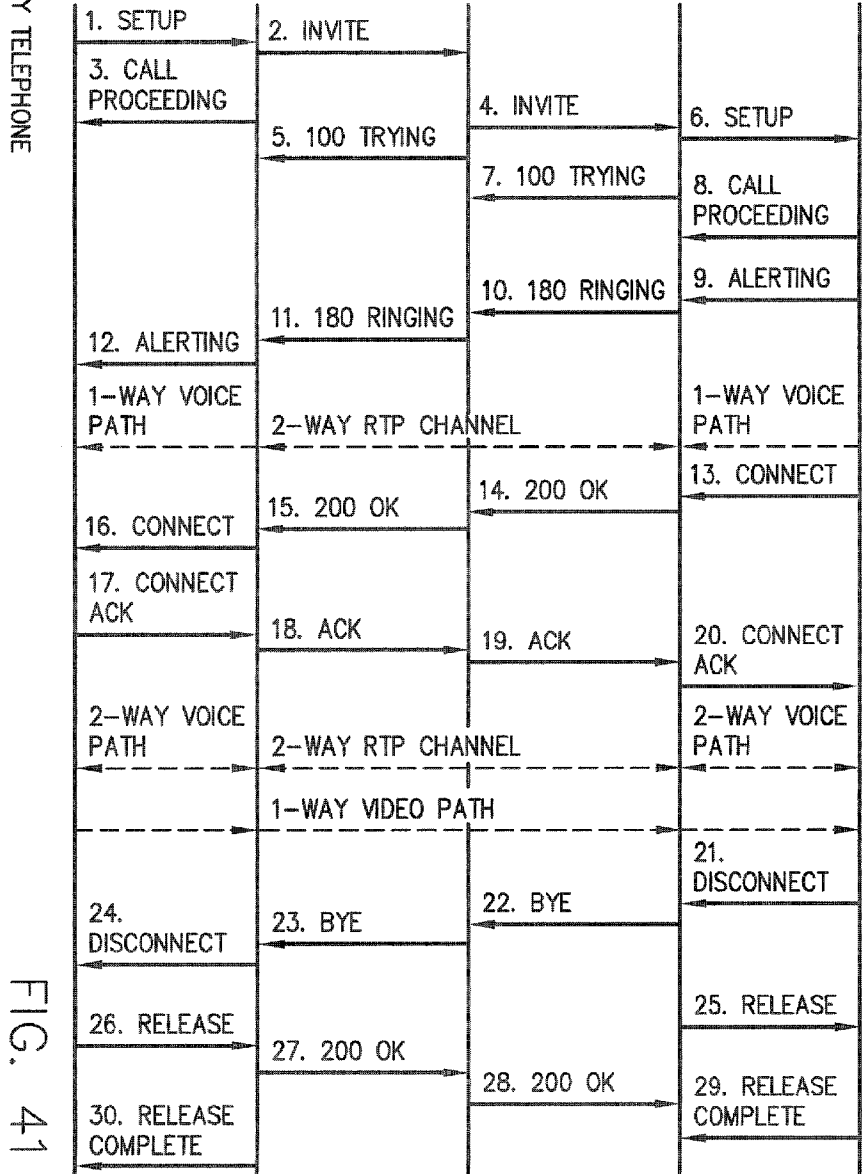 Y TELEPHONE
1. SETUP
2. INVITE
3. CALL
PROCEEDING
4. INVITE
5. 100 TRYING
6. SETUP
7. 100 TRYING
8. CALL
PROCEEDING
9. ALERTING
10. 180 RINGING
11. 180 RINGING
12. ALERTING
1-WAY VOICE
PATH
2-WAY RTP CHANNEL
1-WAY VOICE
PATH
13. CONNECT
14. 200 OK
15. 200 OK
16. CONNECT
17. CONNECT
ACK
18. ACK
19. ACK
20. CONNECT
ACK
2-WAY VOICE
PATH
2-WAY RTP CHANNEL
2-WAY VOICE
PATH
1-WAY VIDEO PATH
21.
DISCONNECT
22. BYE
23. BYE
24.
DISCONNECT
25. RELEASE
26. RELEASE
27. 200 OK
28. 200 OK
29. RELEASE
COMPLETE
30. RELEASE
COMPLETE
FIG. 41